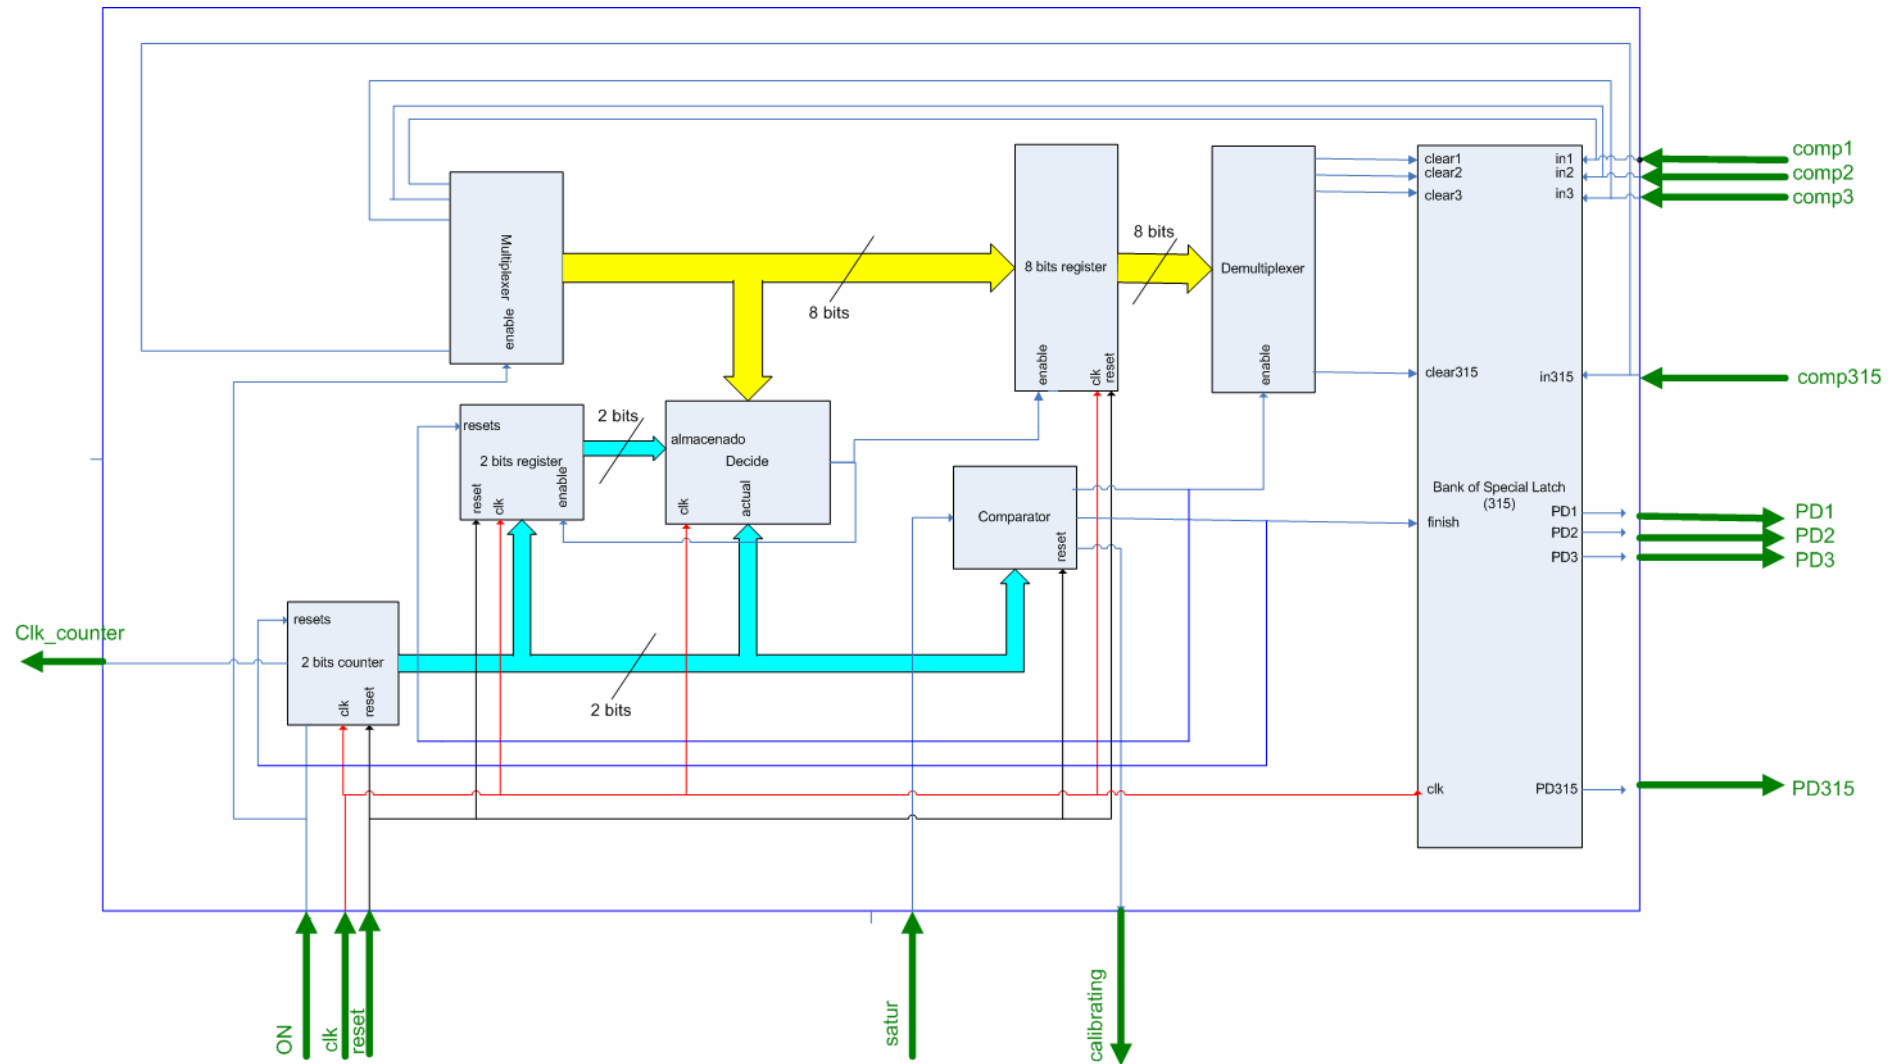 comp1
comp2
comp3
comp315
PD1
PD2
PD3
PD315
Clk_counter
ON
clk
reset
satur
calibrating
Multiplexer
enable
8 bits
8 bits register
enable
clk
reset
8 bits
Demultiplexer
enable
clear1
clear2
clear3
clear315
finish
clk
in1
in2
in3
in315
Bank of Special Latch
(315)
PD1
PD2
PD3
PD315
resets
2 bits register
reset
clk
enable
2 bits
almacenado
Decide
clk
actual
Comparator
reset
resets
2 bits counter
clk
reset
2 bits